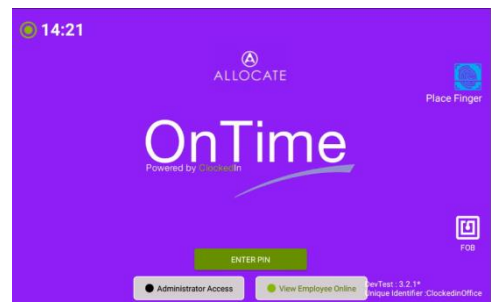 14:21
ALLOCATE
Place Finger
OnTime
Powered by ClockedIn
FOB
ENTER PIN
Administrator Access
View Employee Online
DevTest : 3.2.1*
Unique Identifier :ClockedinOffice